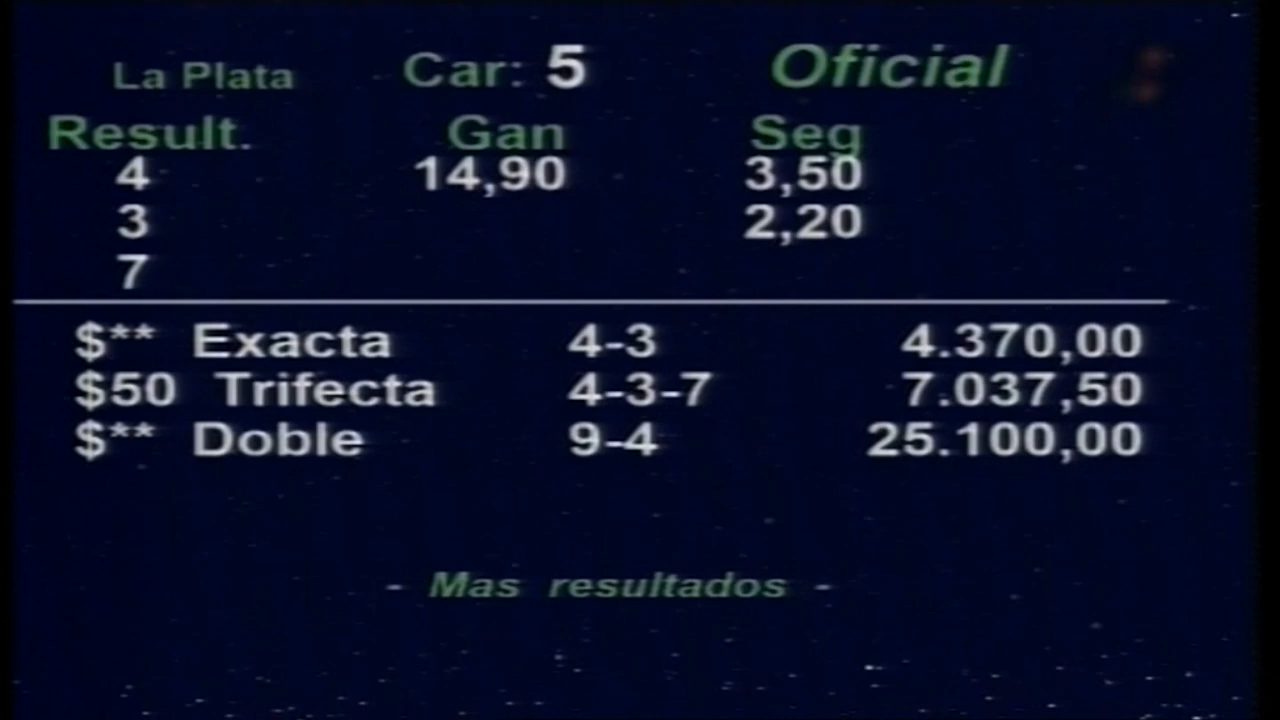 La Plata Car: 5 Oficial
Result. Gan Seg
4 14,90 3,50
3 2,20
7
$** Exacta 4-3 4.370,00
$50 Trifecta 4-3-7 7.037,50
$** Doble 9-4 25.100,00
- Mas resultados -